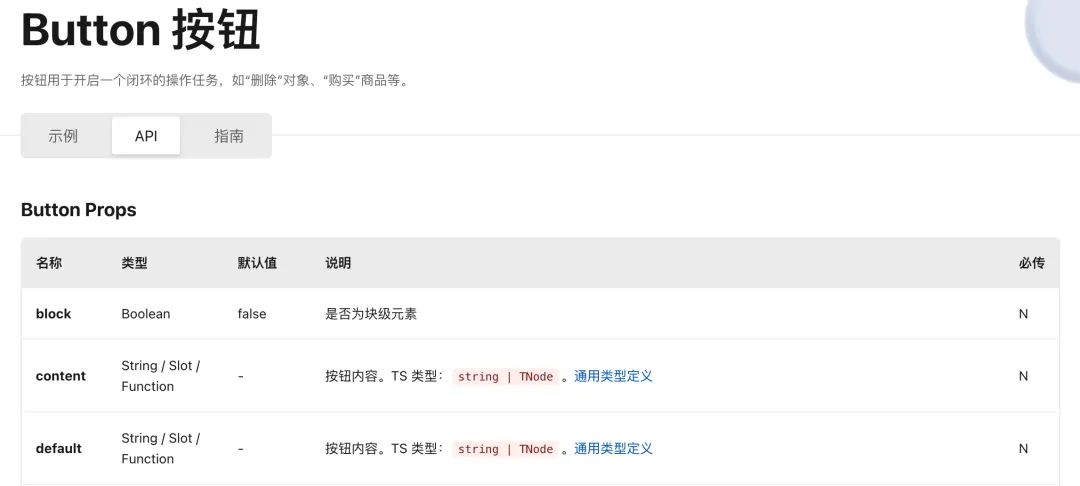 Button 按钮
按钮用于开启一个闭环的操作任务，如“删除”对象、“购买”商品等。
示例 API 指南
Button Props
名称 类型 默认值 说明 必传
block Boolean false 是否为块级元素 N
content String / Slot / Function - 按钮内容。TS 类型： string | TNode 。通用类型定义 N
default String / Slot / Function - 按钮内容。TS 类型： string | TNode 。通用类型定义 N